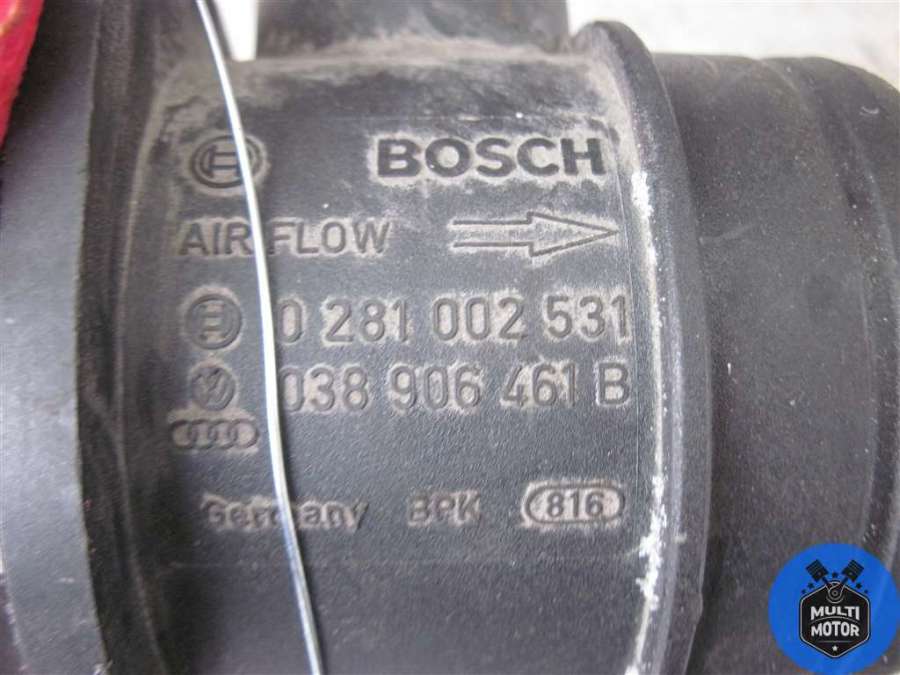 BOSCH
AIR FLOW
0 281 002 531
038 906 461 B
Germany BPK 816
MULTI
MOTOR